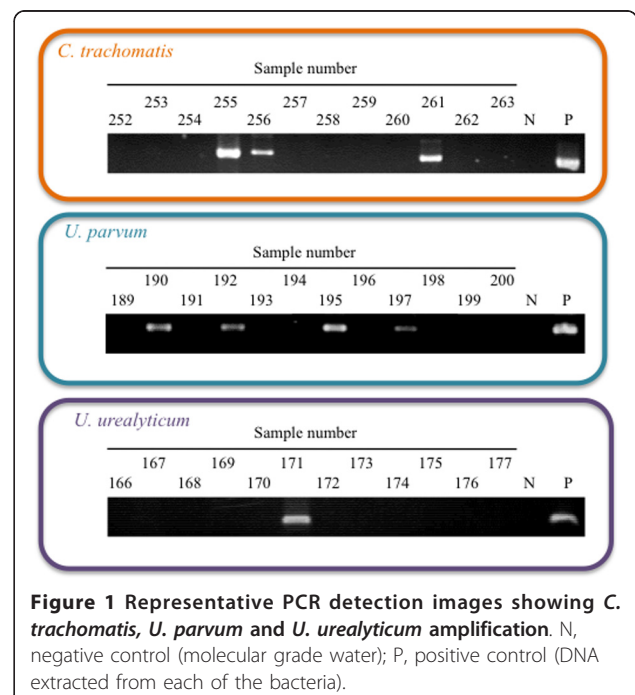 C. trachomatis
Sample number
253 255 257 259 261 263
252 254 256 258 260 262 N P
U. parvum
Sample number
190 192 194 196 198 200
189 191 193 195 197 199 N P
U. urealyticum
Sample number
167 169 171 173 175 177
166 168 170 172 174 176 N P
Figure 1 Representative PCR detection images showing C.
trachomatis, U. parvum and U. urealyticum amplification. N,
negative control (molecular grade water); P, positive control (DNA
extracted from each of the bacteria).